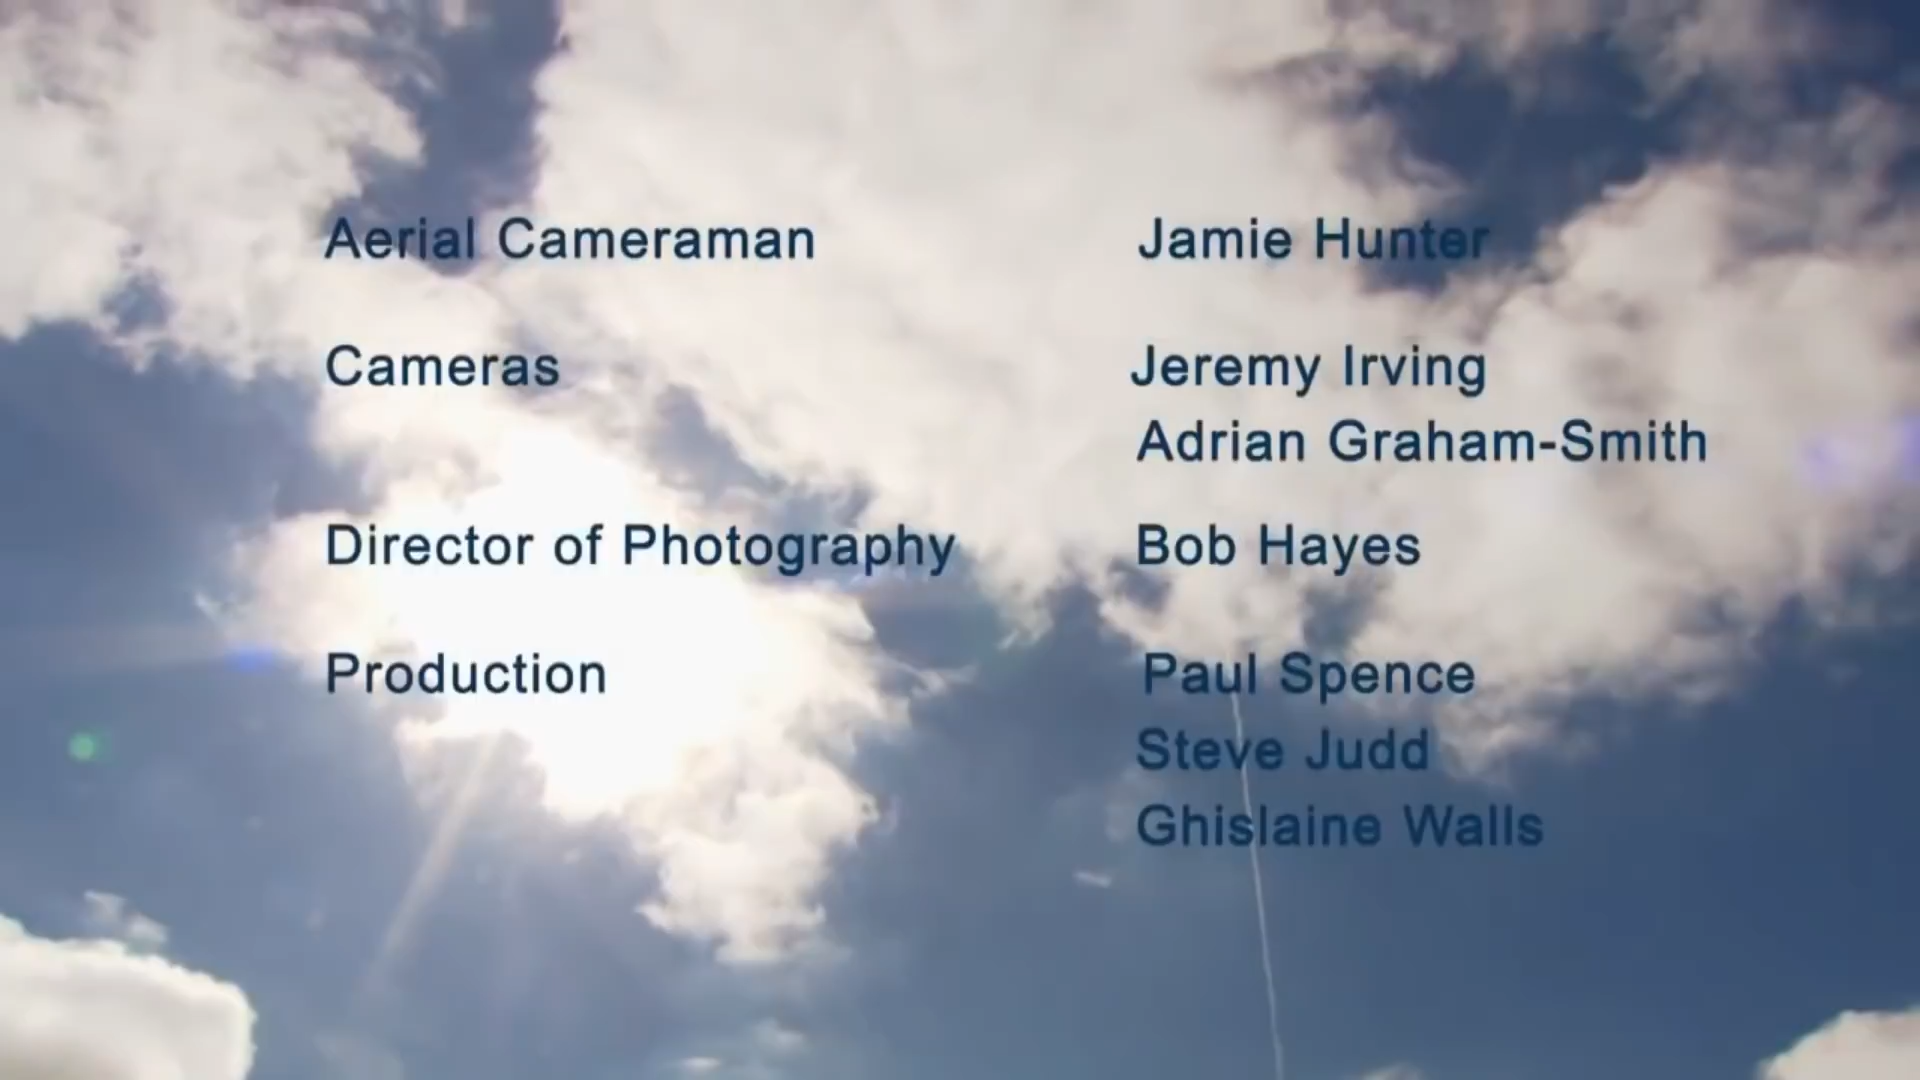 Aerial Cameraman Jamie Hunter
Cameras Jeremy Irving
Adrian Graham-Smith
Director of Photography Bob Hayes
Production Paul Spence
Steve Judd
Ghislaine Walls